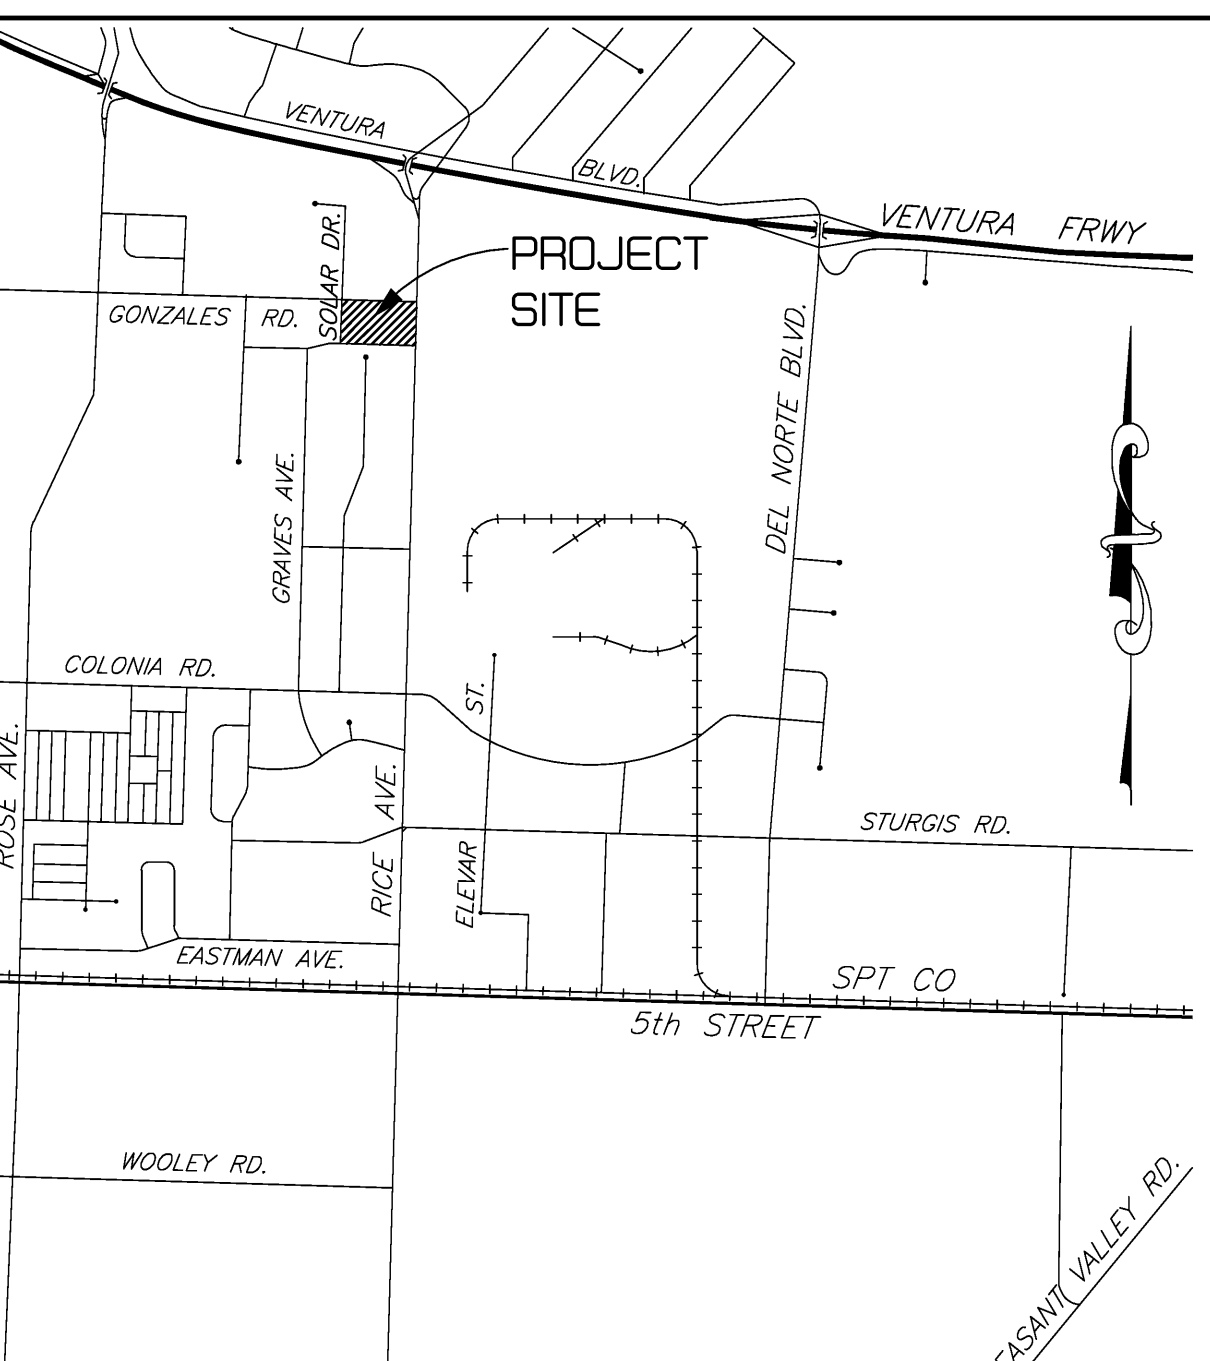 VENTURA
BLVD.
VENTURA FRWY
SOLAR DR.
PROJECT
SITE
GONZALES RD.
DEL NORTE BLVD.
GRAVES AVE.
COLONIA RD.
ROSE AVE.
RICE AVE.
ELEVAR ST.
STURGIS RD.
EASTMAN AVE.
SPT CO
5th STREET
WOOLEY RD.
EASANT VALLEY RD.